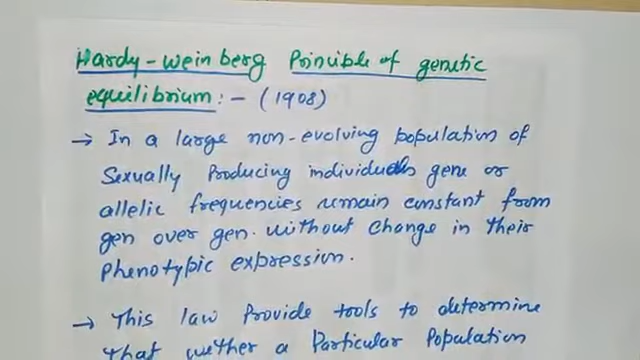 Hardy-Wein berg Principle of genetic
equilibrium:- (1908)
→ In a large non-evolving population of
Sexually Producing individuals gene or
allelic frequencies remain constant from
gen over gen. without change in their
Phenotypic expression.
→ This law Provide tools to determine
that wether a Particular Population